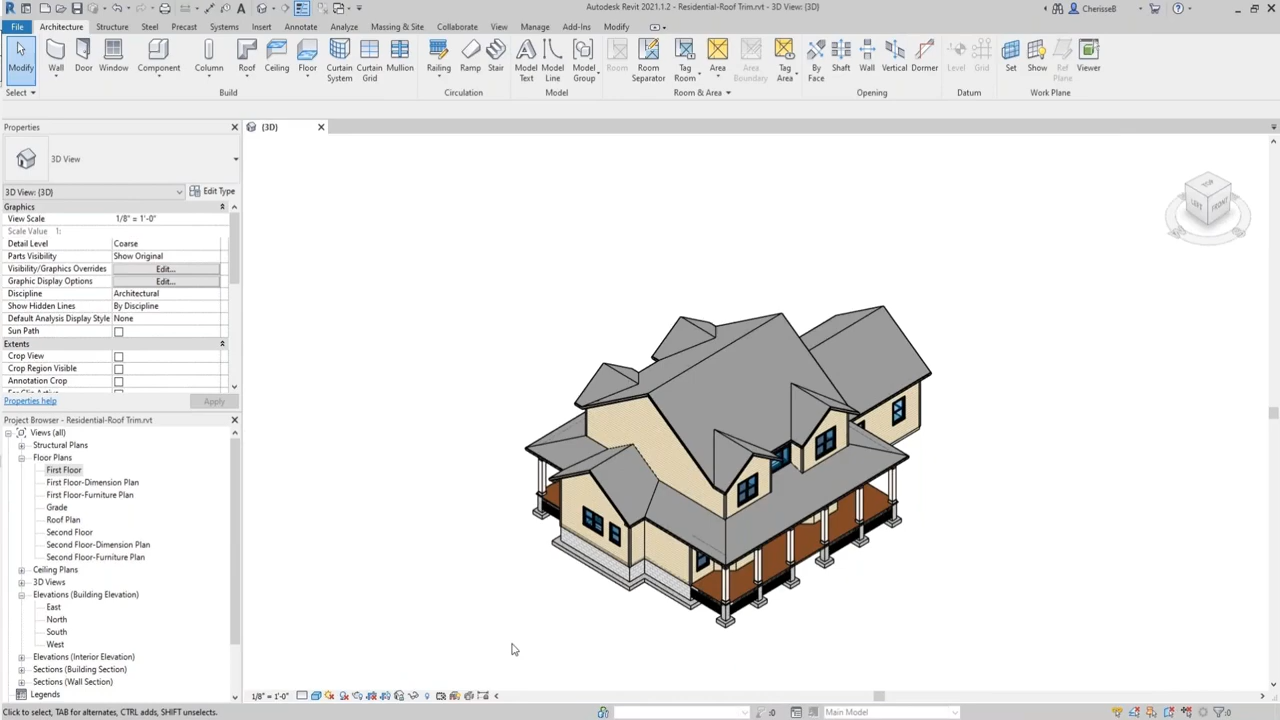 Autodesk Revit 2021.1.2 - Residential-Roof Trim.rvt - 3D View: {3D}
CherisseB
File Architecture Structure Steel Precast Systems Insert Annotate Analyze Massing & Site Collaborate View Manage Add-Ins Modify
Modify Wall Door Window Component Column Roof Ceiling Floor Curtain System Curtain Grid Mullion Railing Ramp Stair Model Text Model Line Model Group Room Room Separator Tag Room Area Area Boundary Tag Area By Face Shaft Wall Vertical Dormer Level Grid Set Show Ref Plane Viewer
Select Build Circulation Model Room & Area Opening Datum Work Plane
Properties
{3D}
3D View
3D View: {3D} Edit Type
Graphics
View Scale 1/8" = 1'-0"
Scale Value 1:
Detail Level Coarse
Parts Visibility Show Original
Visibility/Graphics Overrides Edit...
Graphic Display Options Edit...
Discipline Architectural
Show Hidden Lines By Discipline
Default Analysis Display Style None
Sun Path
Extents
Crop View
Crop Region Visible
Annotation Crop
Properties help Apply
Project Browser - Residential-Roof Trim.rvt
Views (all)
Structural Plans
Floor Plans
First Floor
First Floor-Dimension Plan
First Floor-Furniture Plan
Grade
Roof Plan
Second Floor
Second Floor-Dimension Plan
Second Floor-Furniture Plan
Ceiling Plans
3D Views
Elevations (Building Elevation)
East
North
South
West
Elevations (Interior Elevation)
Sections (Building Section)
Sections (Wall Section)
Legends
TOP
LEFT FRONT
1/8" = 1'-0"
Click to select, TAB for alternates, CTRL adds, SHIFT unselects.
:0
Main Model
:0